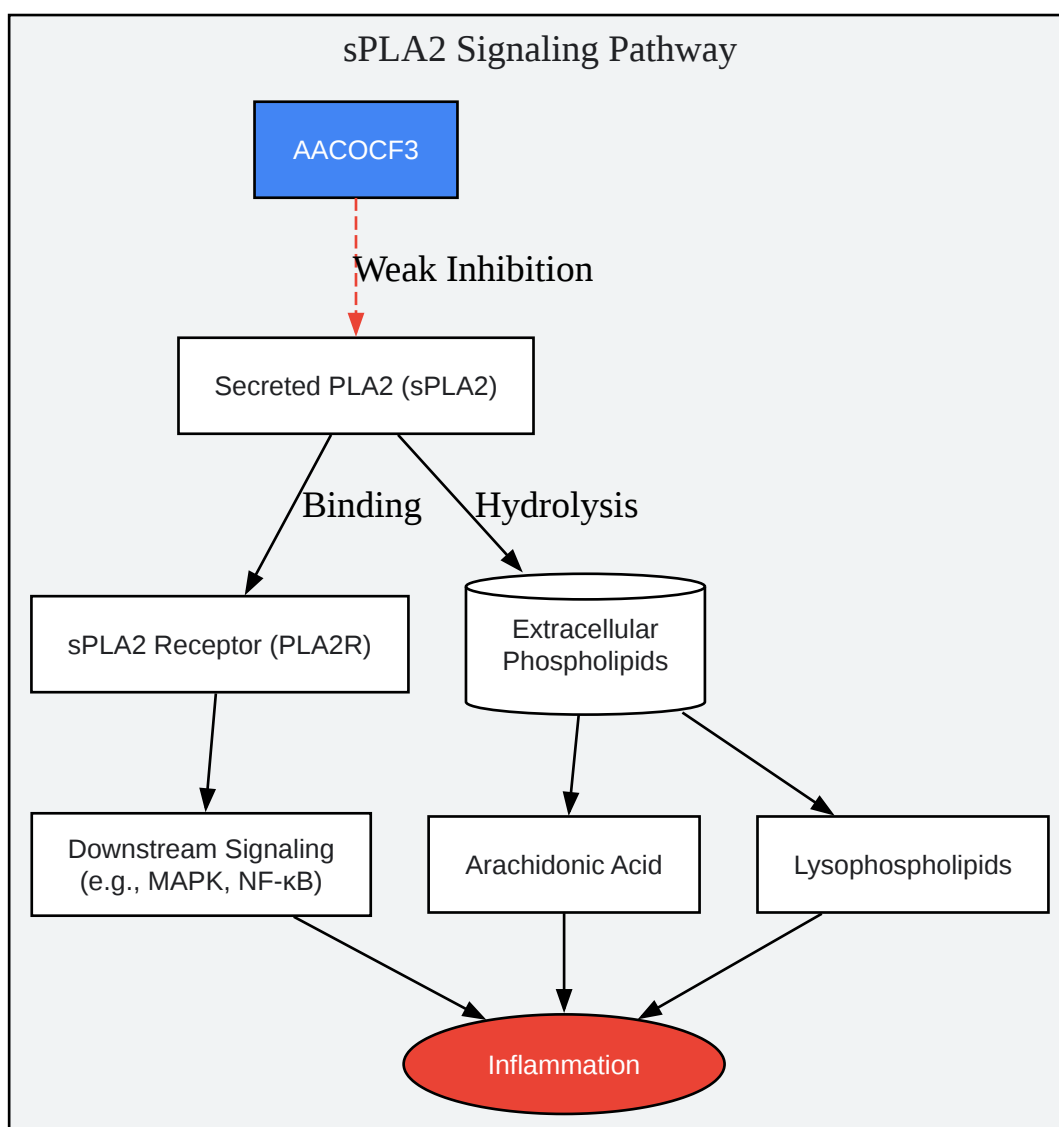 sPLA2 Signaling Pathway
AACOCF3
Weak Inhibition
Secreted PLA2 (sPLA2)
Binding
Hydrolysis
sPLA2 Receptor (PLA2R)
Extracellular
Phospholipids
Downstream Signaling
(e.g., MAPK, NF-κB)
Arachidonic Acid
Lysophospholipids
Inflammation